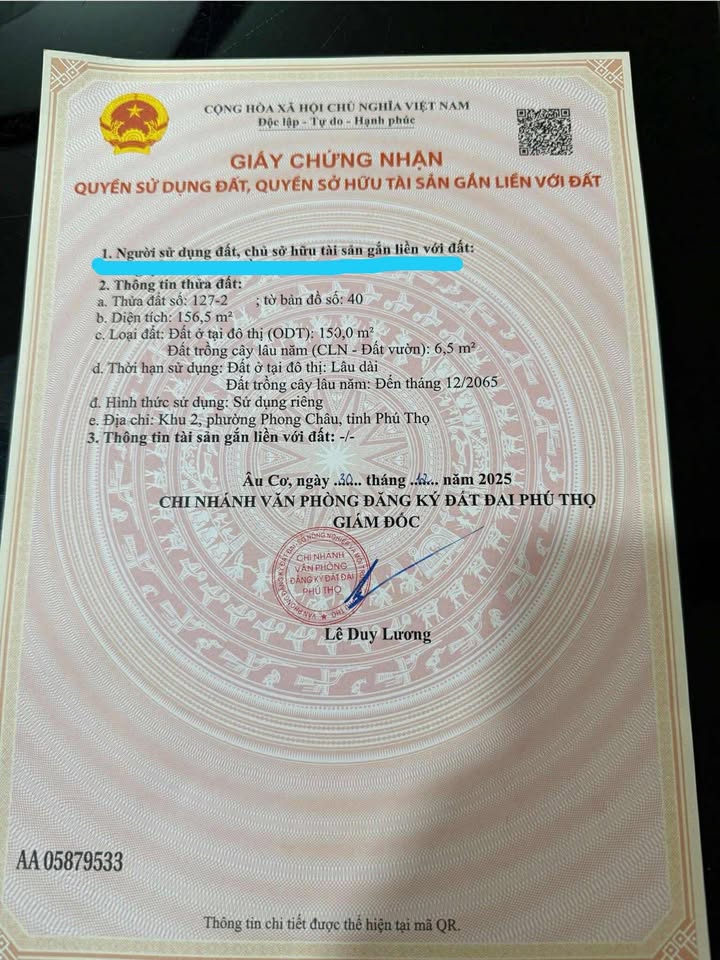 CỘNG HÒA XÃ HỘI CHỦ NGHĨA VIỆT NAM
Độc lập - Tự do - Hạnh phúc
GIẤY CHỨNG NHẬN
QUYỀN SỬ DỤNG ĐẤT, QUYỀN SỞ HỮU TÀI SẢN GẮN LIỀN VỚI ĐẤT
1. Người sử dụng đất, chủ sở hữu tài sản gắn liền với đất:
2. Thông tin thửa đất:
a. Thửa đất số: 127-2 ; tờ bản đồ số: 40
b. Diện tích: 156,5 m²
c. Loại đất: Đất ở tại đô thị (ODT): 150,0 m²
Đất trồng cây lâu năm (CLN - Đất vườn): 6,5 m²
d. Thời hạn sử dụng: Đất ở tại đô thị: Lâu dài
Đất trồng cây lâu năm: Đến tháng 12/2065
đ. Hình thức sử dụng: Sử dụng riêng
e. Địa chỉ: Khu 2, phường Phong Châu, tỉnh Phú Thọ
3. Thông tin tài sản gắn liền với đất: -/-
Âu Cơ, ngày ..30... tháng ..12... năm 2025
CHI NHÁNH VĂN PHÒNG ĐĂNG KÝ ĐẤT ĐAI PHÚ THỌ
GIÁM ĐỐC
CHI NHÁNH
VĂN PHÒNG
ĐĂNG KÝ ĐẤT ĐAI
PHÚ THỌ
Lê Duy Lương
AA 05879533
Thông tin chi tiết được thể hiện tại mã QR.